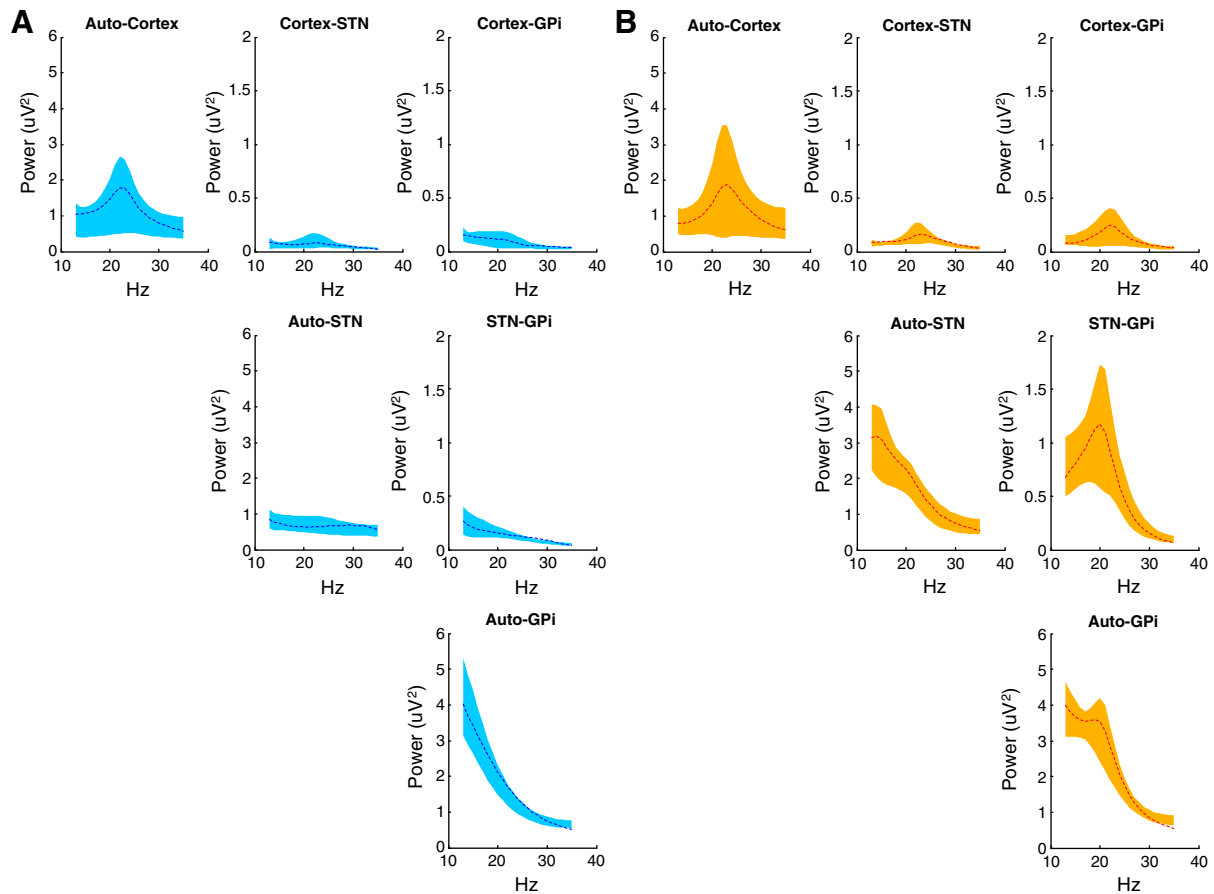 A
Auto-Cortex
Cortex-STN
Cortex-GPi
B
Auto-Cortex
Cortex-STN
Cortex-GPi
Power (uV²)
6
5
4
3
2
1
0
10 20 30 40
Hz
Power (uV²)
2
1.5
1
0.5
0
10 20 30 40
Hz
Power (uV²)
2
1.5
1
0.5
0
10 20 30 40
Hz
Power (uV²)
6
5
4
3
2
1
0
10 20 30 40
Hz
Power (uV²)
2
1.5
1
0.5
0
10 20 30 40
Hz
Power (uV²)
2
1.5
1
0.5
0
10 20 30 40
Hz
Auto-STN
Power (uV²)
6
5
4
3
2
1
0
10 20 30 40
Hz
STN-GPi
Power (uV²)
2
1.5
1
0.5
0
10 20 30 40
Hz
Auto-STN
Power (uV²)
6
5
4
3
2
1
0
10 20 30 40
Hz
STN-GPi
Power (uV²)
2
1.5
1
0.5
0
10 20 30 40
Hz
Auto-GPi
Power (uV²)
6
5
4
3
2
1
0
10 20 30 40
Hz
Auto-GPi
Power (uV²)
6
5
4
3
2
1
0
10 20 30 40
Hz